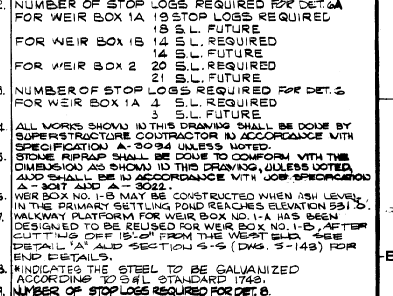 2. NUMBER OF STOP LOGS REQUIRED FOR DET. 6A
FOR WEIR BOX 1A 19 STOP LOGS REQUIRED
18 S.L. FUTURE
FOR WEIR BOX 1B 14 S.L. REQUIRED
14 S.L. FUTURE
FOR WEIR BOX 2 20 S.L. REQUIRED
21 S.L. FUTURE
3. NUMBER OF STOP LOGS REQUIRED FOR DET. 6
FOR WEIR BOX 1A 4 S.L. REQUIRED
3 S.L. FUTURE
4. ALL WORKS SHOWN IN THIS DRAWING SHALL BE DONE BY
SUPERSTRACTURE CONTRACTOR IN ACCORDANCE WITH
SPECIFICATION A-3094 UNLESS NOTED.
5. STONE RIPRAP SHALL BE DONE TO COMFORM WITH THE
DIMENSION AS SHOWN IN THIS DRAWING, UNLESS NOTED,
AND SHALL BE IN ACCORDANCE WITH JOB SPECIFICATION
A-3017 AND A-3022.
6. WEIR BOX NO. 1-B MAY BE CONSTRUCTED WHEN ASH LEVEL
IN THE PRIMARY SETTLING POND REACHES ELEVATION
7. WALKWAY PLATFORM FOR WEIR BOX NO. 1-A HAS BEEN
DESIGNED TO BE REUSED FOR WEIR BOX NO. 1-B, AFTER
CUTTING OFF 15'-0" FROM THE WEST END. SEE
DETAIL "A" AND SECTION 5-5 (DWG. S-143) FOR
END DETAILS.
8. *INDICATES THE STEEL TO BE GALVANIZED
ACCORDING TO S&L STANDARD 1743.
9. NUMBER OF STOP LOGS REQUIRED FOR DET. 8.
E